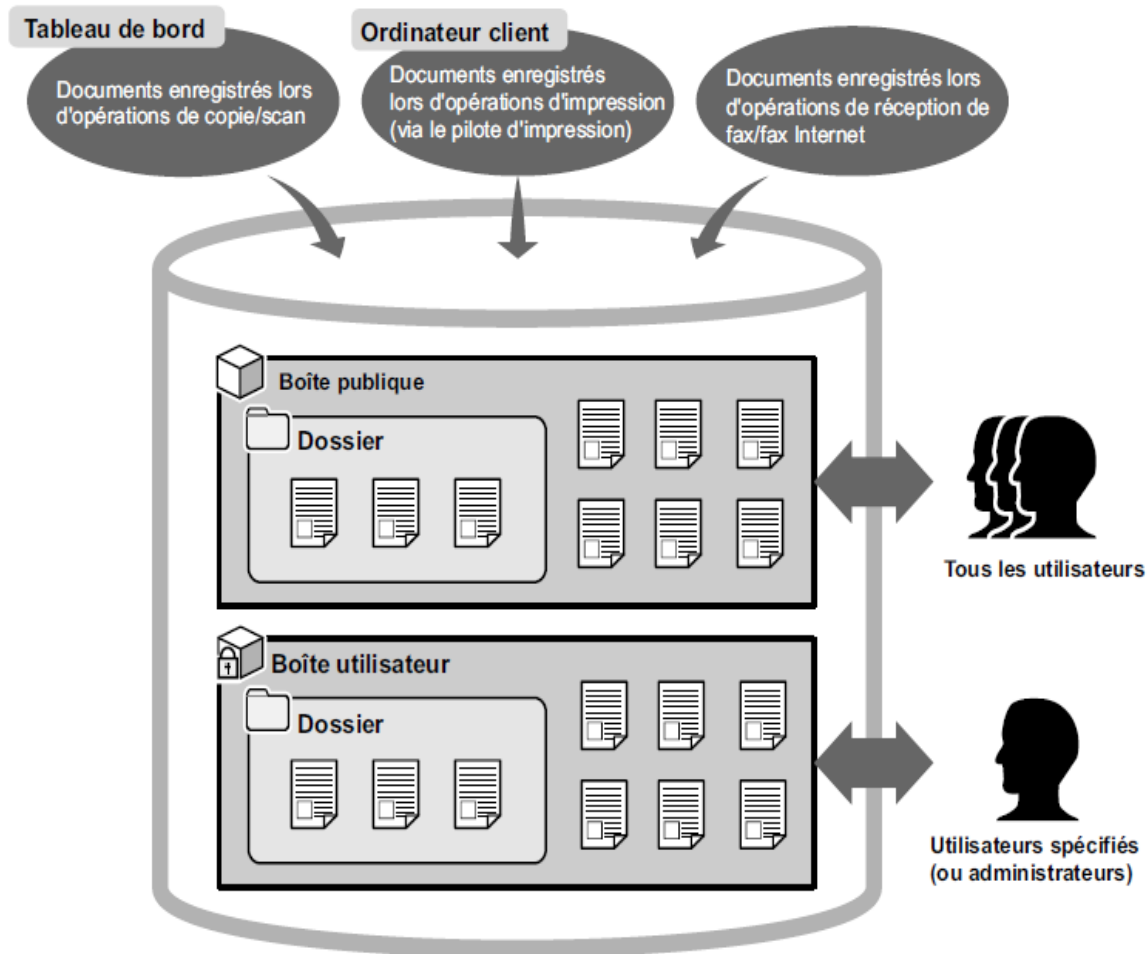 Tableau de bord
Documents enregistrés lors
d'opérations de copie/scan
Ordinateur client
Documents enregistrés
lors d'opérations d'impression
(via le pilote d'impression)
Documents enregistrés lors
d'opérations de réception de
fax/fax Internet
Boîte publique
Dossier
Tous les utilisateurs
Boîte utilisateur
Dossier
Utilisateurs spécifiés
(ou administrateurs)